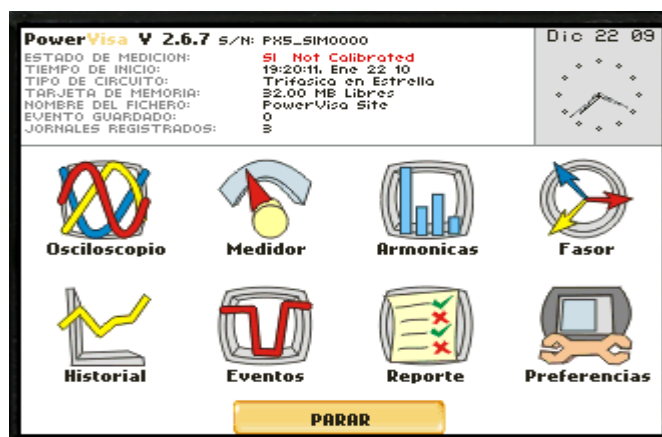 PowerVisa V 2.6.7 S/N: PX5_SIM0000
Dic 22 09
ESTADO DE MEDICION: SI Not Calibrated
TIEMPO DE INICIO: 19:20:11, Ene 22 10
TIPO DE CIRCUITO: Trifasica en Estrella
TARJETA DE MEMORIA: 32.00 MB Libres
NOMBRE DEL FICHERO: PowerVisa Site
EVENTO GUARDADO: 0
JORNALES REGISTRADOS: 3
Osciloscopio Medidor Armonicas Fasor
Historial Eventos Reporte Preferencias
PARAR